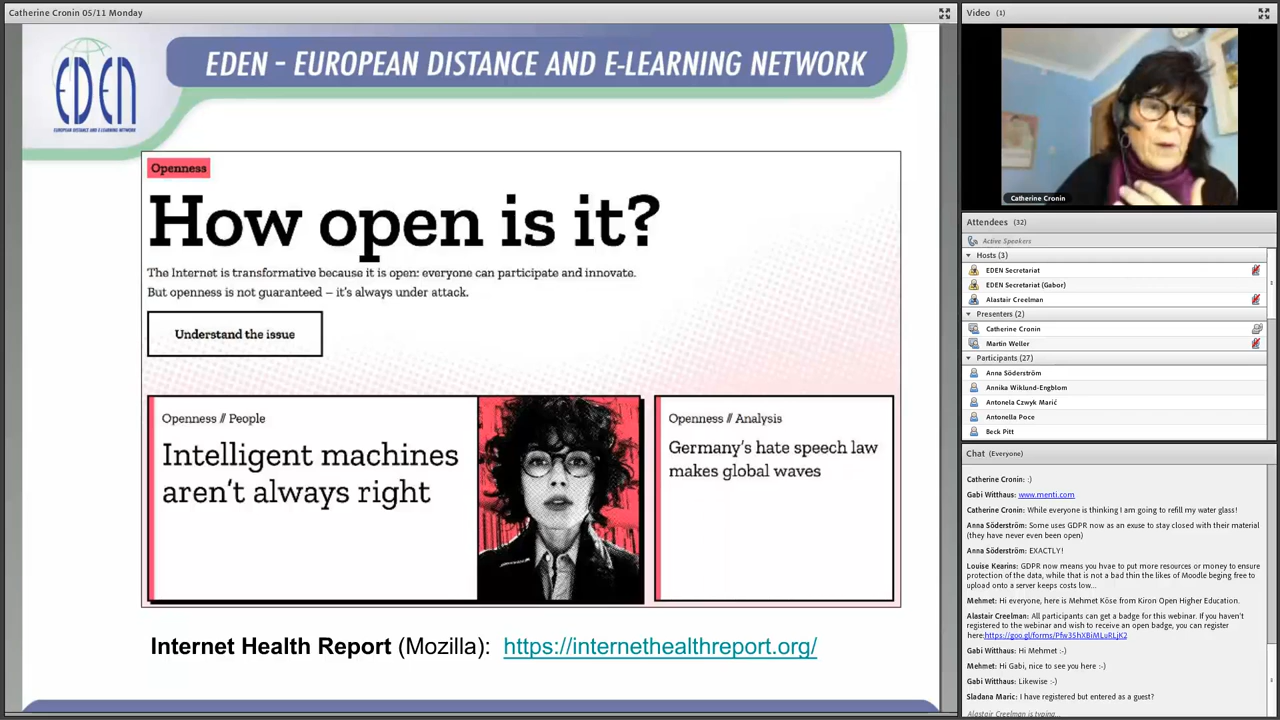 Catherine Cronin 05/11 Monday
EDEN
EUROPEAN DISTANCE AND E-LEARNING NETWORK
EDEN – EUROPEAN DISTANCE AND E-LEARNING NETWORK
Openness
How open is it?
The Internet is transformative because it is open: everyone can participate and innovate.
But openness is not guaranteed – it's always under attack.
Understand the issue
Openness // People
Intelligent machines
aren't always right
Openness // Analysis
Germany's hate speech law
makes global waves
Internet Health Report (Mozilla): https://internethealthreport.org/
Video (1)
Catherine Cronin
Attendees (32)
Active Speakers
Hosts (3)
EDEN Secretariat
EDEN Secretariat (Gabor)
Alastair Creelman
Presenters (2)
Catherine Cronin
Martin Weller
Participants (27)
Anna Söderström
Annika Wiklund-Engblom
Antonela Czwyk Marić
Antonella Poce
Beck Pitt
Chat (Everyone)
Catherine Cronin: :)
Gabi Witthaus: www.menti.com
Catherine Cronin: While everyone is thinking I am going to refill my water glass!
Anna Söderström: Some uses GDPR now as an exuse to stay closed with their material
(they have never even been open)
Anna Söderström: EXACTLY!
Louise Kearins: GDPR now means you hvae to put more resources or money to ensure
protection of the data, while that is not a bad thin the likes of Moodle beging free to
upload onto a server keeps costs low...
Mehmet: Hi everyone, here is Mehmet Köse from Kiron Open Higher Education.
Alastair Creelman: All participants can get a badge for this webinar. If you haven't
registered to the webinar and wish to receive an open badge, you can register
here:https://goo.gl/forms/Pfw35hXBiMLuRLjK2
Gabi Witthaus: Hi Mehmet :-)
Mehmet: Hi Gabi, nice to see you here :-)
Gabi Witthaus: Likewise :-)
Sladana Maric: I have registered but entered as a guest?
Alastair Creelman is typing...